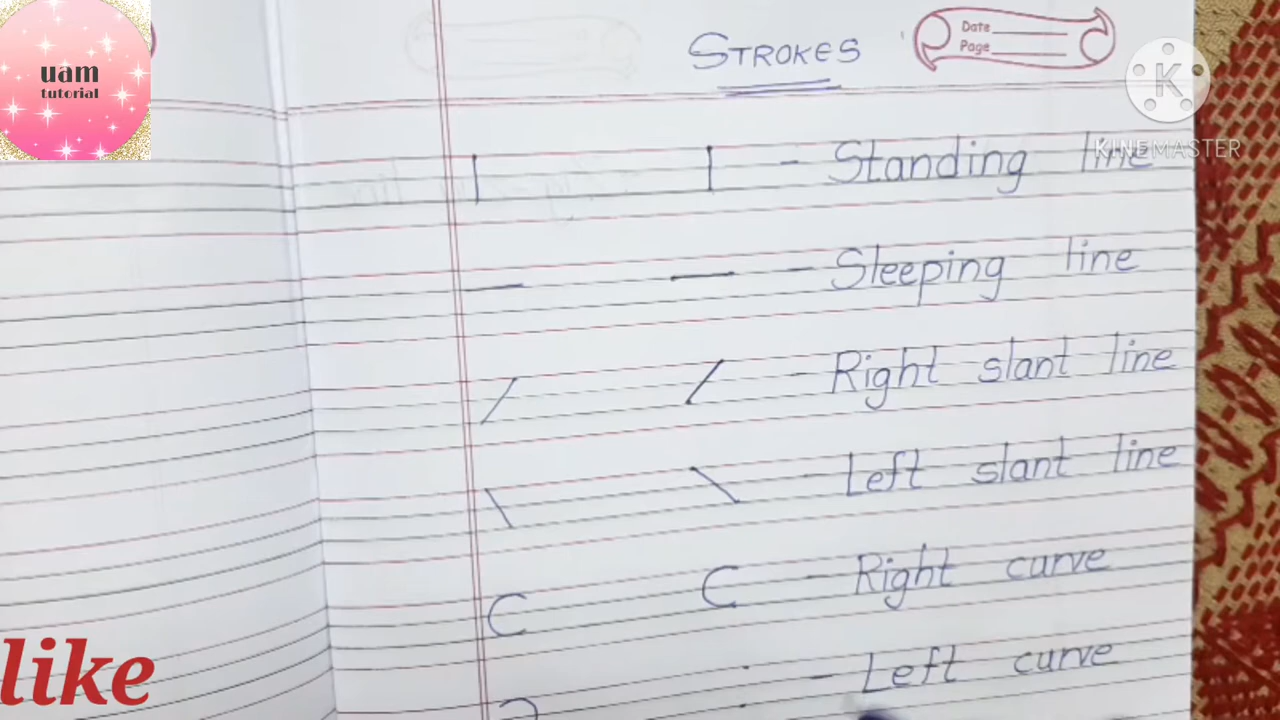 uam
tutorial
STROKES
Date
Page
K
KINEMASTER
- Standing line
- Sleeping line
- Right slant line
- Left slant line
- Right curve
- Left curve
like